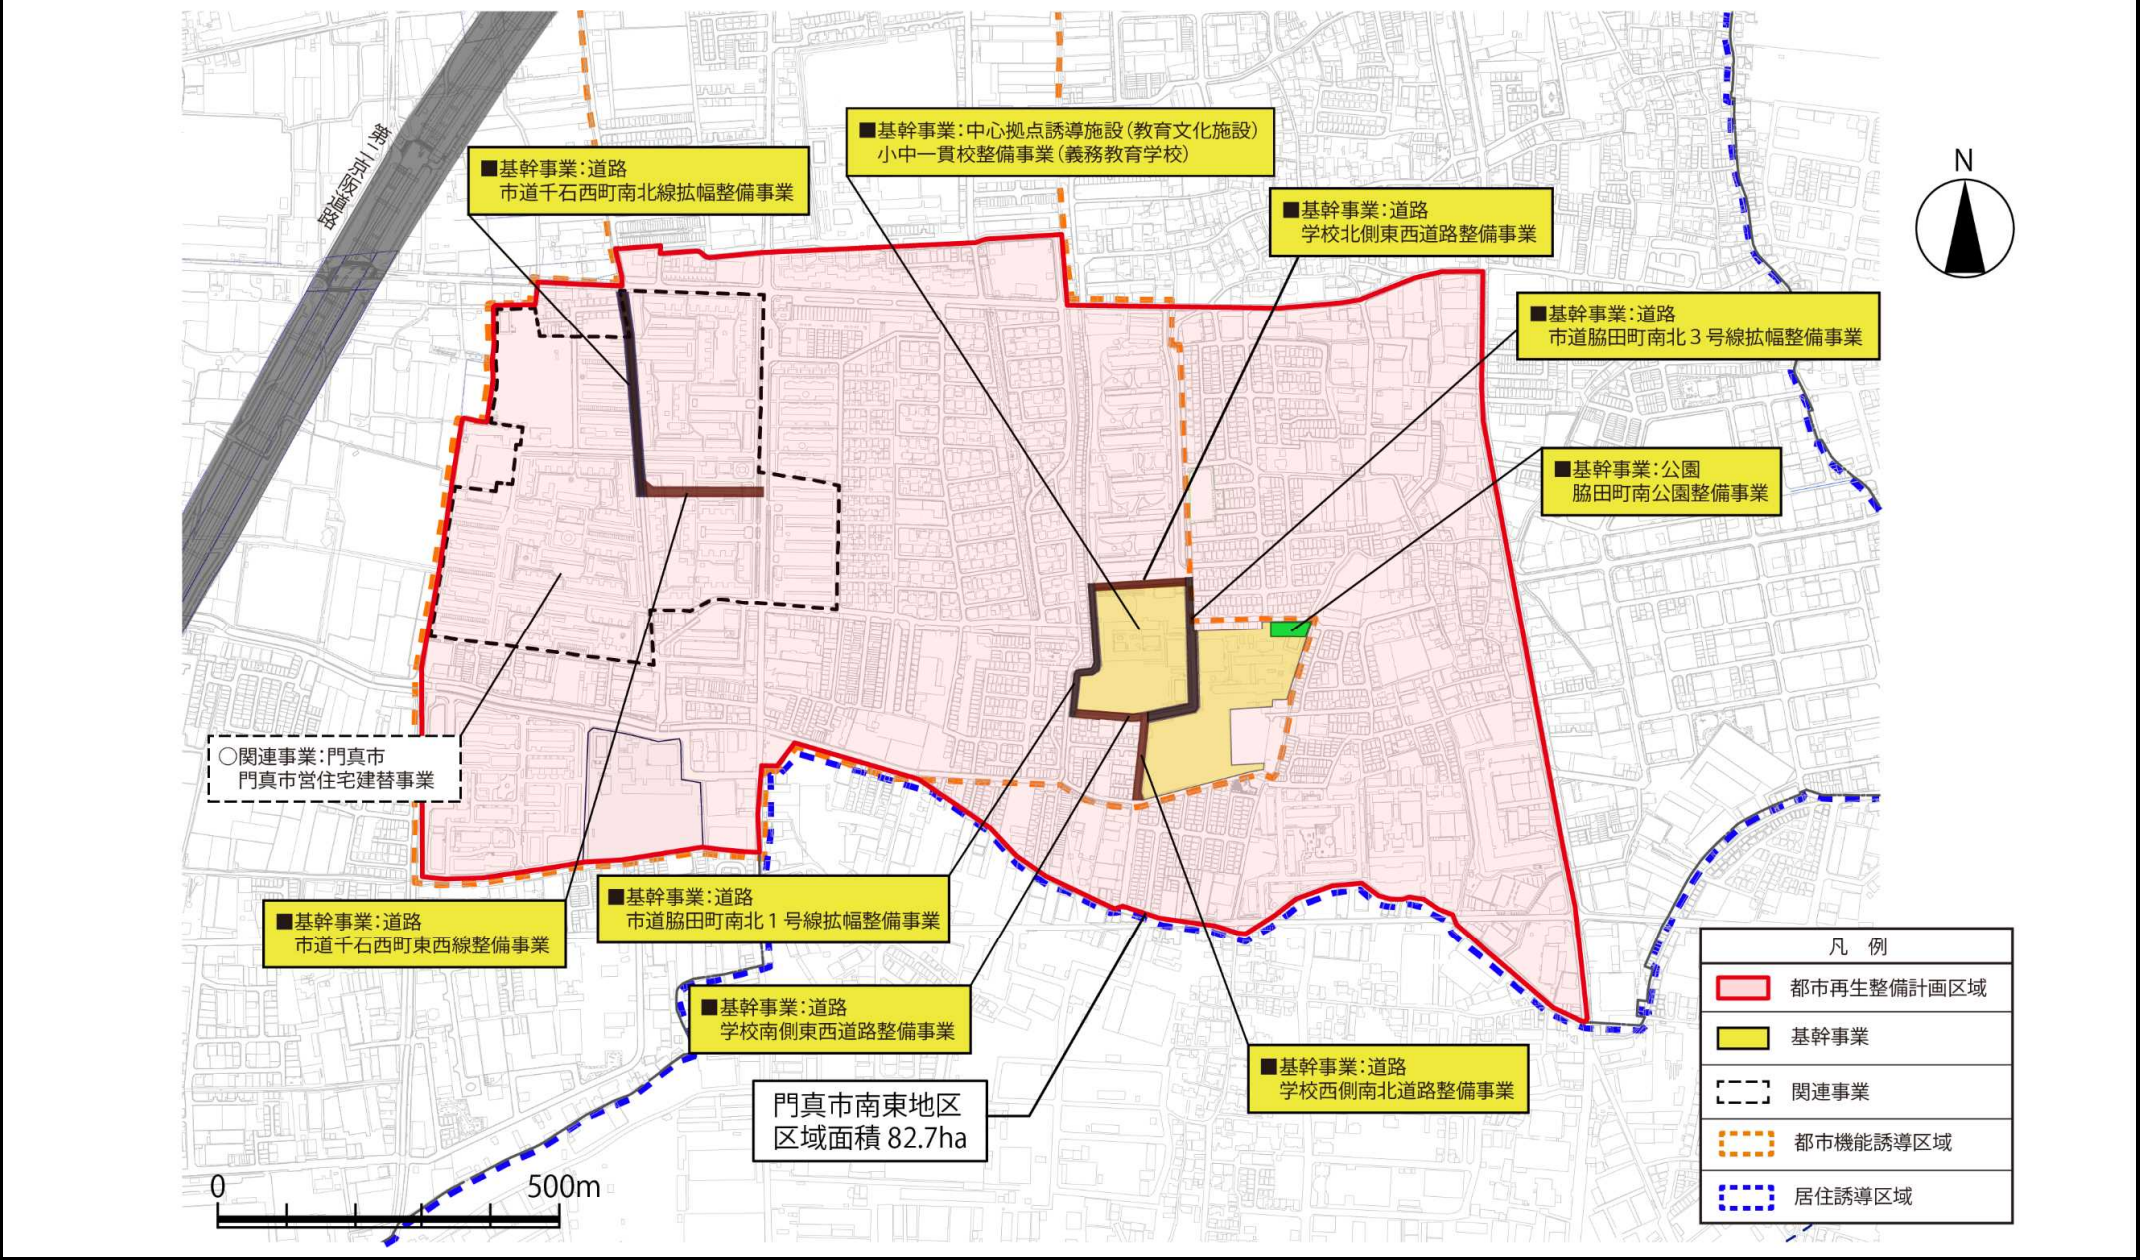 第二京阪道路
■基幹事業：中心拠点誘導施設（教育文化施設）
小中一貫校整備事業（義務教育学校）
■基幹事業：道路
市道千石西町南北線拡幅整備事業
N
■基幹事業：道路
学校北側東西道路整備事業
■基幹事業：道路
市道脇田町南北３号線拡幅整備事業
■基幹事業：公園
脇田町南公園整備事業
○関連事業：門真市
門真市営住宅建替事業
■基幹事業：道路
市道脇田町南北１号線拡幅整備事業
■基幹事業：道路
市道千石西町東西線整備事業
■基幹事業：道路
学校南側東西道路整備事業
■基幹事業：道路
学校西側南北道路整備事業
門真市南東地区
区域面積 82.7ha
0 500m
凡 例
都市再生整備計画区域
基幹事業
関連事業
都市機能誘導区域
居住誘導区域